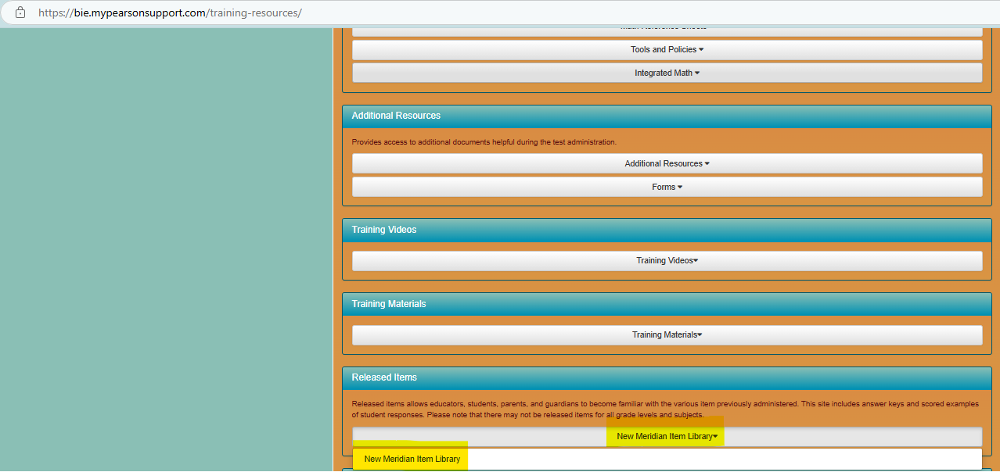 https://bie.mypearsonsupport.com/training-resources/
Math Reference Sheets
Tools and Policies
Integrated Math
Additional Resources
Provides access to additional documents helpful during the test administration.
Additional Resources
Forms
Training Videos
Training Videos
Training Materials
Training Materials
Released Items
Released items allows educators, students, parents, and guardians to become familiar with the various item previously administered. This site includes answer keys and scored examples
of student responses. Please note that there may not be released items for all grade levels and subjects.
New Meridian Item Library
New Meridian Item Library